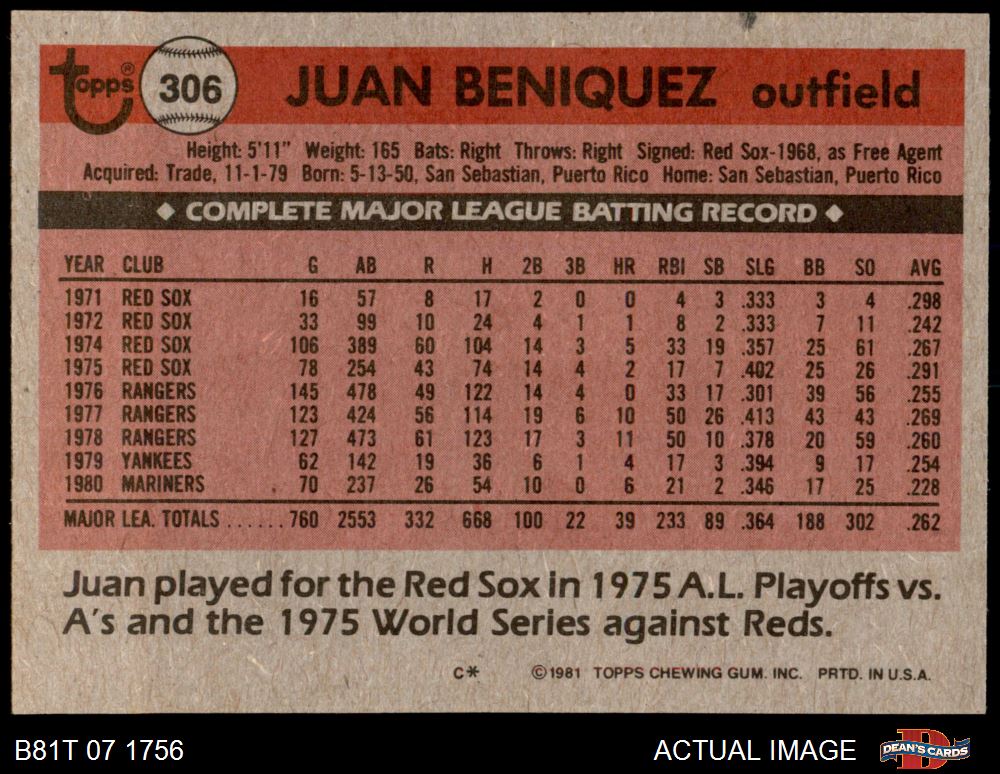 topps® 306 JUAN BENIQUEZ outfield
Height: 5'11" Weight: 165 Bats: Right Throws: Right Signed: Red Sox-1968, as Free Agent
Acquired: Trade, 11-1-79 Born: 5-13-50, San Sebastian, Puerto Rico Home: San Sebastian, Puerto Rico
◆ COMPLETE MAJOR LEAGUE BATTING RECORD ◆
YEAR CLUB G AB R H 2B 3B HR RBI SB SLG BB SO AVG
1971 RED SOX 16 57 8 17 2 0 0 4 3 .333 3 4 .298
1972 RED SOX 33 99 10 24 4 1 1 8 2 .333 7 11 .242
1974 RED SOX 106 389 60 104 14 3 5 33 19 .357 25 61 .267
1975 RED SOX 78 254 43 74 14 4 2 17 7 .402 25 26 .291
1976 RANGERS 145 478 49 122 14 4 0 33 17 .301 39 56 .255
1977 RANGERS 123 424 56 114 19 6 10 50 26 .413 43 43 .269
1978 RANGERS 127 473 61 123 17 3 11 50 10 .378 20 59 .260
1979 YANKEES 62 142 19 36 6 1 4 17 3 .394 9 17 .254
1980 MARINERS 70 237 26 54 10 0 6 21 2 .346 17 25 .228
MAJOR LEA. TOTALS ...... 760 2553 332 668 100 22 39 233 89 .364 188 302 .262
Juan played for the Red Sox in 1975 A.L. Playoffs vs.
A's and the 1975 World Series against Reds.
C* ©1981 TOPPS CHEWING GUM. INC. PRTD. IN U.S.A.
B81T 07 1756 ACTUAL IMAGE DEAN'S CARDS